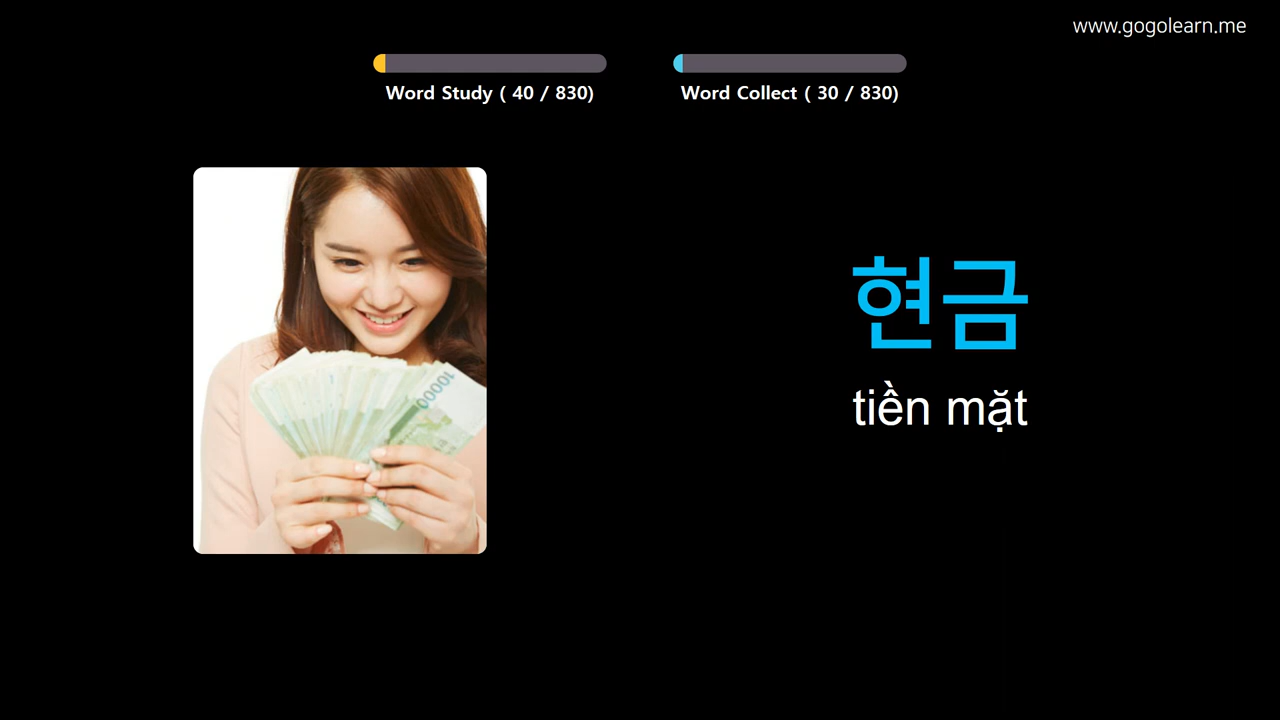 www.gogolearn.me
Word Study ( 40 / 830)
Word Collect ( 30 / 830)
10000
현금
tiền mặt